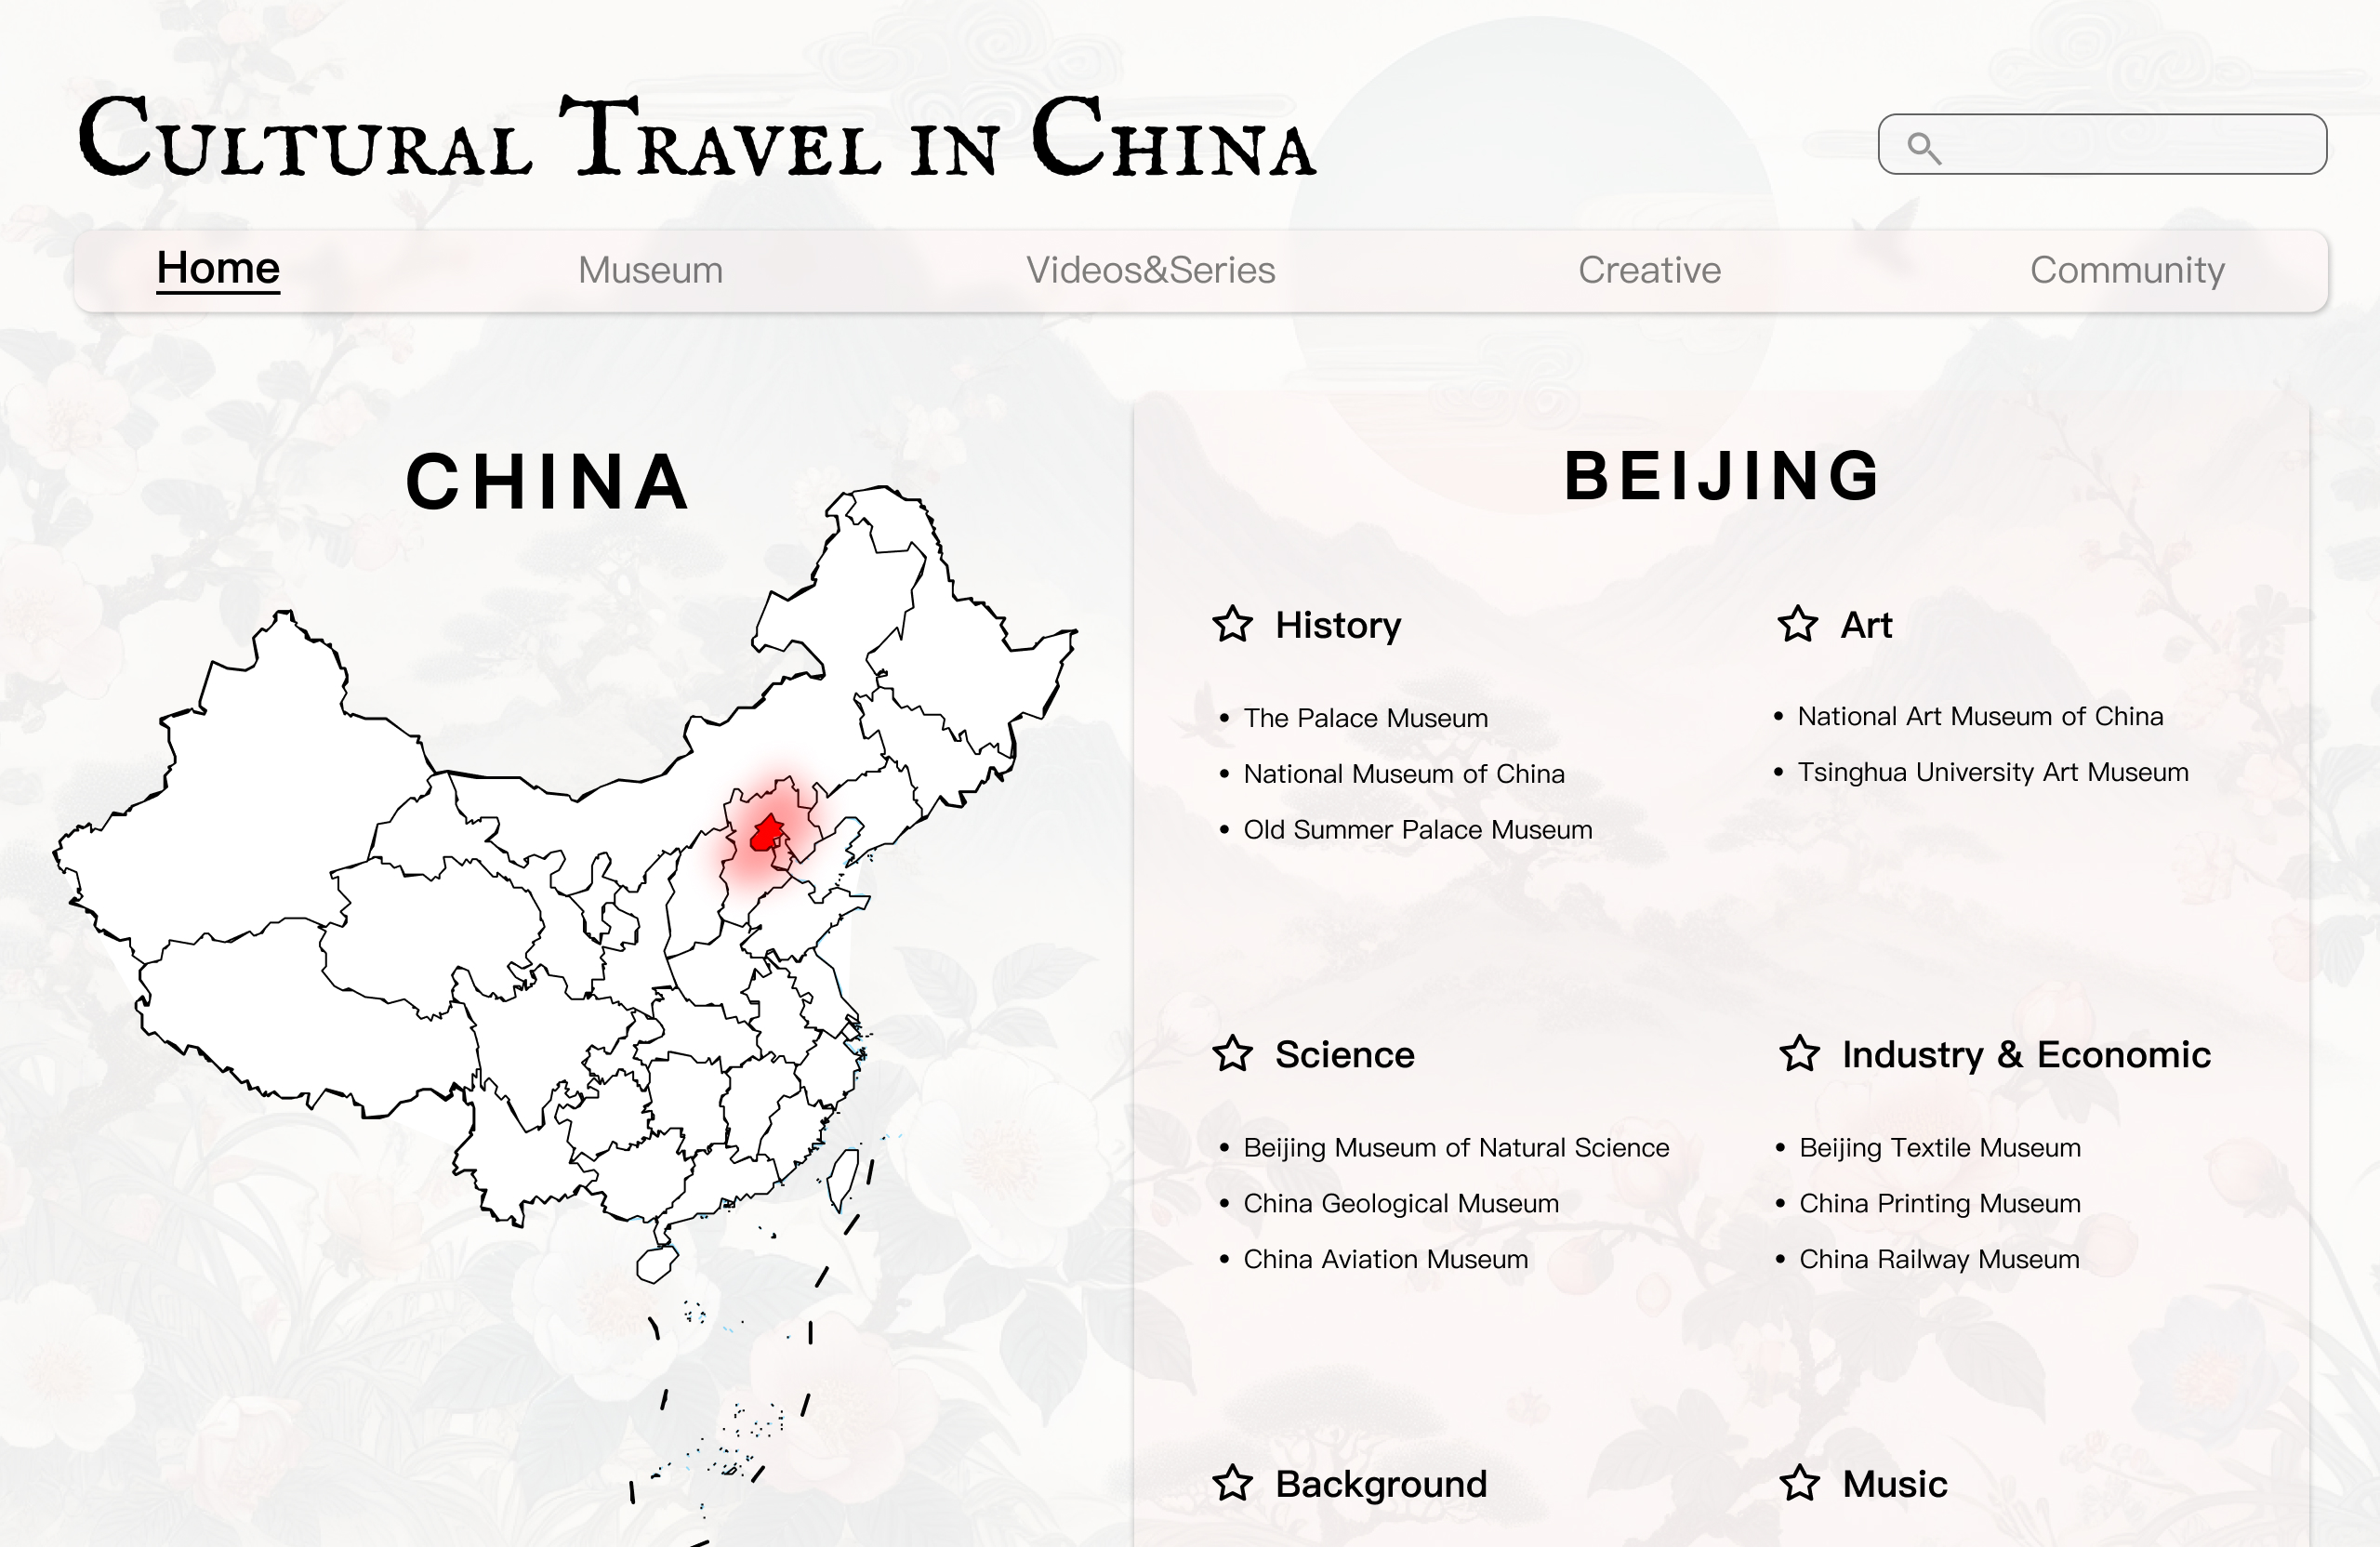 Cultural Travel in China
Home
Museum
Videos&Series
Creative
Community
CHINA
BEIJING
History
• The Palace Museum
• National Museum of China
• Old Summer Palace Museum
Art
• National Art Museum of China
• Tsinghua University Art Museum
Science
• Beijing Museum of Natural Science
• China Geological Museum
• China Aviation Museum
Industry & Economic
• Beijing Textile Museum
• China Printing Museum
• China Railway Museum
Background
Music